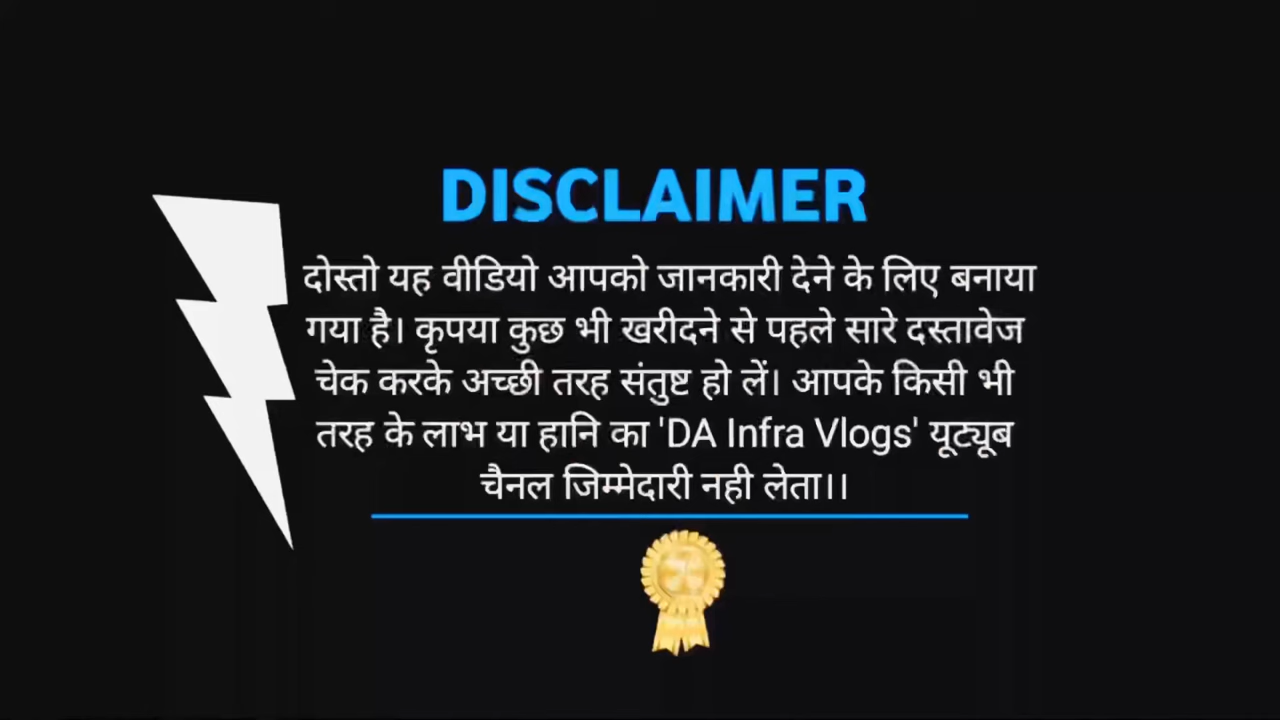 DISCLAIMER
दोस्तो यह वीडियो आपको जानकारी देने के लिए बनाया
गया है। कृपया कुछ भी खरीदने से पहले सारे दस्तावेज
चेक करके अच्छी तरह संतुष्ट हो लें। आपके किसी भी
तरह के लाभ या हानि का 'DA Infra Vlogs' यूट्यूब
चैनल जिम्मेदारी नही लेता।।